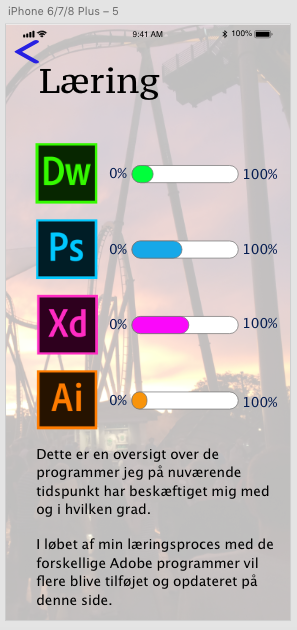 iPhone 6/7/8 Plus – 5
9:41 AM 100%
Læring
Dw 0% 100%
Ps 0% 100%
Xd 0% 100%
Ai 0% 100%
Dette er en oversigt over de
programmer jeg på nuværende
tidspunkt har beskæftiget mig med
og i hvilken grad.
I løbet af min læringsproces med de
forskellige Adobe programmer vil
flere blive tilføjet og opdateret på
denne side.